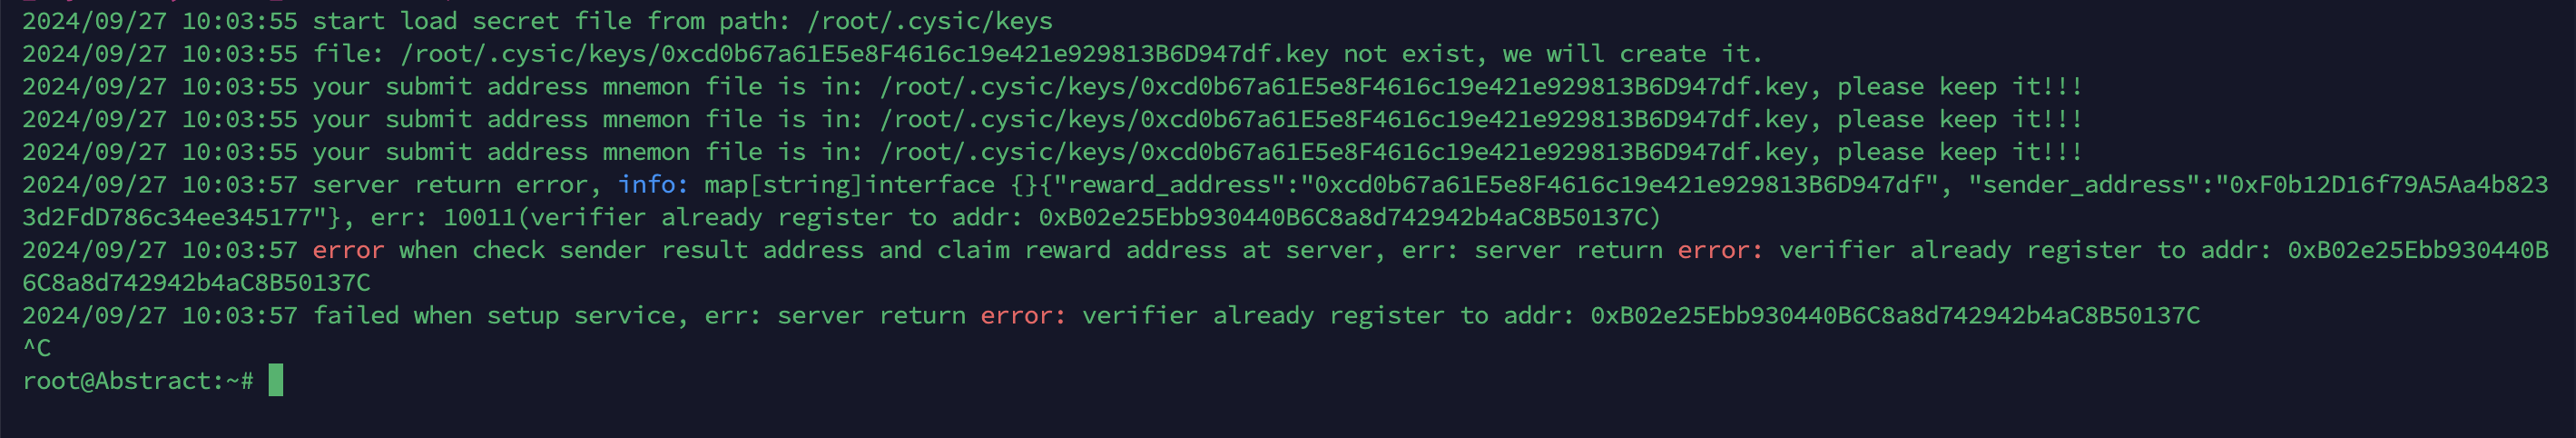 2024/09/27 10:03:55 start load secret file from path: /root/.cysic/keys
2024/09/27 10:03:55 file: /root/.cysic/keys/0xcd0b67a61E5e8F4616c19e421e929813B6D947df.key not exist, we will create it.
2024/09/27 10:03:55 your submit address mnemon file is in: /root/.cysic/keys/0xcd0b67a61E5e8F4616c19e421e929813B6D947df.key, please keep it!!!
2024/09/27 10:03:55 your submit address mnemon file is in: /root/.cysic/keys/0xcd0b67a61E5e8F4616c19e421e929813B6D947df.key, please keep it!!!
2024/09/27 10:03:55 your submit address mnemon file is in: /root/.cysic/keys/0xcd0b67a61E5e8F4616c19e421e929813B6D947df.key, please keep it!!!
2024/09/27 10:03:57 server return error, info: map[string]interface {}{"reward_address":"0xcd0b67a61E5e8F4616c19e421e929813B6D947df", "sender_address":"0xF0b12D16f79A5Aa4b823
3d2FdD786c34ee345177"}, err: 10011(verifier already register to addr: 0xB02e25Ebb930440B6C8a8d742942b4aC8B50137C)
2024/09/27 10:03:57 error when check sender result address and claim reward address at server, err: server return error: verifier already register to addr: 0xB02e25Ebb930440B
6C8a8d742942b4aC8B50137C
2024/09/27 10:03:57 failed when setup service, err: server return error: verifier already register to addr: 0xB02e25Ebb930440B6C8a8d742942b4aC8B50137C
^C
root@Abstract:~#